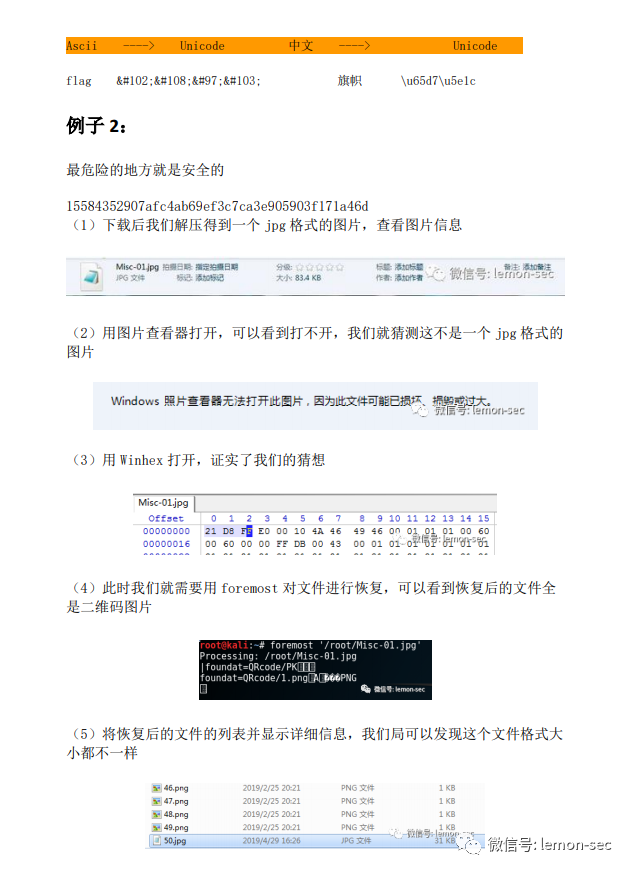 Ascii ----> Unicode 中文 ----> Unicode
flag &#102;&#108;&#97;&#103; 旗帜 \u65d7\u5e1c
例子 2：
最危险的地方就是安全的
15584352907afc4ab69ef3c7ca3e905903f171a46d
（1）下载后我们解压得到一个 jpg 格式的图片，查看图片信息
Misc-01.jpg 拍摄日期: 指定拍摄日期 分级: ☆☆☆☆☆ 标题: 添加标题 备注: 添加备注
JPG 文件 标记: 添加标记 大小: 83.4 KB 作者: 添加作者
微信号: lemon-sec
（2）用图片查看器打开，可以看到打不开，我们就猜测这不是一个 jpg 格式的
图片
Windows 照片查看器无法打开此图片，因为此文件可能已损坏、损毁或过大。
微信号: lemon-sec
（3）用 Winhex 打开，证实了我们的猜想
Misc-01.jpg
Offset 0 1 2 3 4 5 6 7 8 9 10 11 12 13 14 15
00000000 21 D8 FF E0 00 10 4A 46 49 46 00 01 01 01 00 60
00000016 00 60 00 00 FF DB 00 43 00 01 01 01 01 01 01 01
微信号: lemon-sec
（4）此时我们就需要用 foremost 对文件进行恢复，可以看到恢复后的文件全
是二维码图片
root@kali:~# foremost '/root/Misc-01.jpg'
Processing: /root/Misc-01.jpg
|foundat=QRcode/PK
foundat=QRcode/1.png A ���PNG
微信号: lemon-sec
（5）将恢复后的文件的列表并显示详细信息，我们局可以发现这个文件格式大
小都不一样
46.png 2019/2/25 20:21 PNG 文件 1 KB
47.png 2019/2/25 20:21 PNG 文件 1 KB
48.png 2019/2/25 20:21 PNG 文件 1 KB
49.png 2019/2/25 20:21 PNG 文件 1 KB
50.jpg 2019/4/29 16:26 JPG 文件 31 KB
微信号: lemon-sec
微信号: lemon-sec